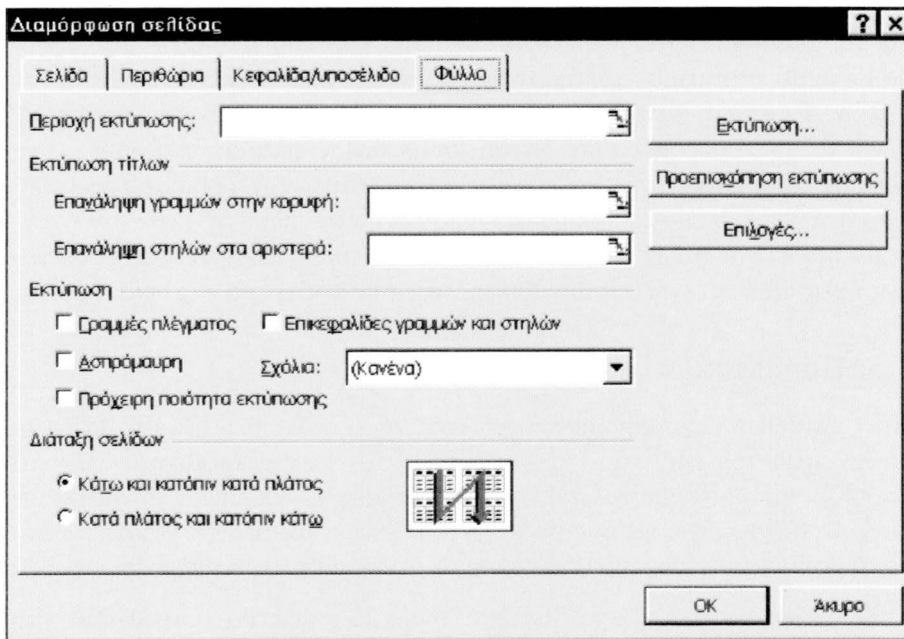 Διαμόρφωση σελίδας
Σελίδα Περιθώρια Κεφαλίδα/υποσέλιδο Φύλλο
Περιοχή εκτύπωσης: Εκτύπωση...
Εκτύπωση τίτλων Προεπισκόπηση εκτύπωσης
Επανάληψη γραμμών στην κορυφή:
Επανάληψη στηλών στα αριστερά: Επιλογές...
Εκτύπωση
Γραμμές πλέγματος Επικεφαλίδες γραμμών και στηλών
Ασπρόμαυρη Σχόλια: (Κανένα)
Πρόχειρη ποιότητα εκτύπωσης
Διάταξη σελίδων
Κάτω και κατόπιν κατά πλάτος
Κατά πλάτος και κατόπιν κάτω
OK Άκυρο